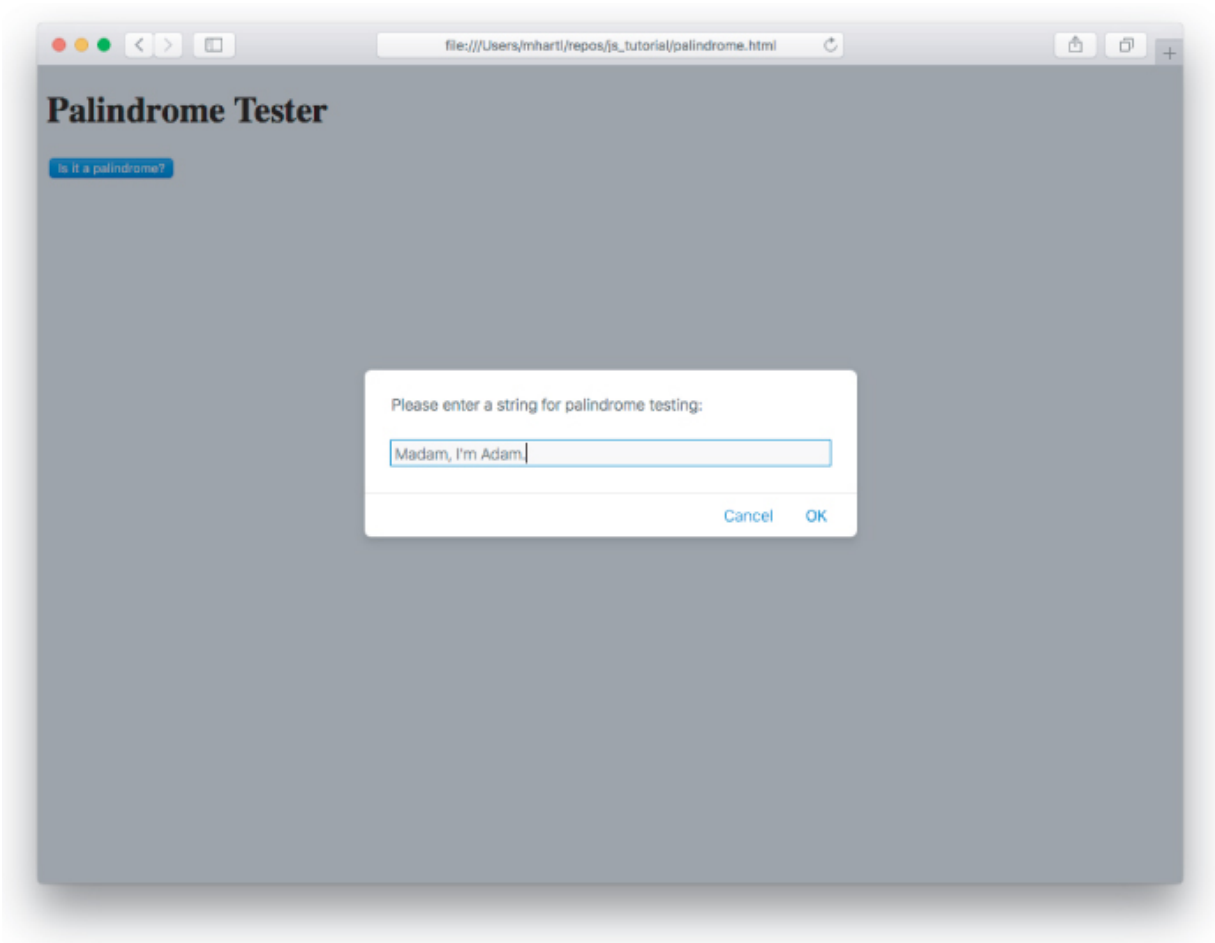 file:///Users/mhartl/repos/js_tutorial/palindrome.html
Palindrome Tester
Is it a palindrome?
Please enter a string for palindrome testing:
Madam, I'm Adam.
Cancel OK